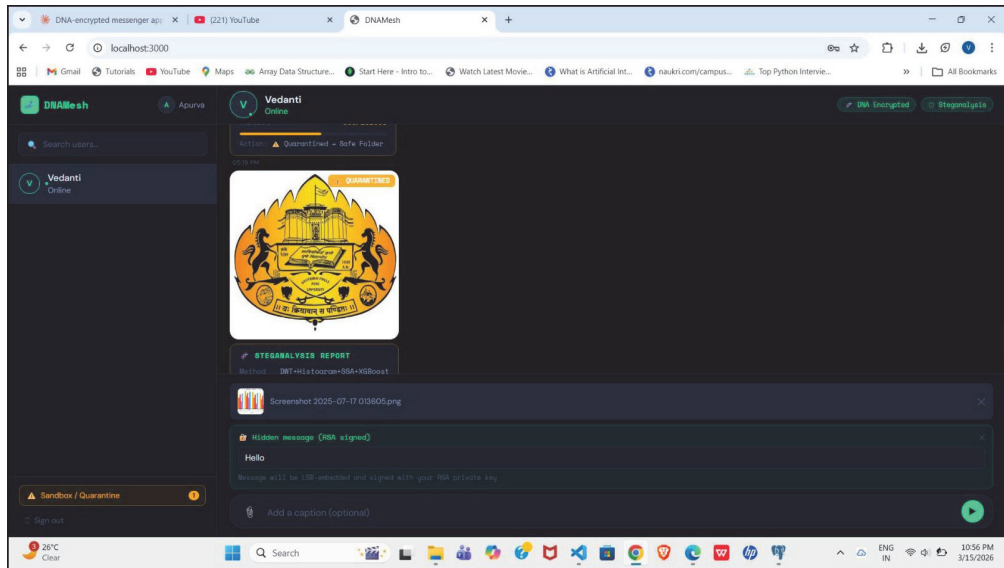 DNA-encrypted messenger app
(221) YouTube
DNAMesh
localhost:3000
Gmail
Tutorials
YouTube
Maps
Array Data Structure...
Start Here - Intro to...
Watch Latest Movie...
What is Artificial Int...
naukri.com/campus...
Top Python Intervie...
All Bookmarks
DNAMesh
A Apurva
V Vedanti
Online
DNA Encrypted
Steganalysis
Search users...
V Vedanti
Online
Action: Quarantined → Safe Folder
QUARANTINED
STEGANALYSIS REPORT
Method DWT+Histogram+SSA+XGBoost
Screenshot 2025-07-17 013605.png
Hidden message (RSA signed)
Hello
Message will be LSB-embedded and signed with your RSA private key
Sandbox / Quarantine
Add a caption (optional)
Sign out
3
26°C
Clear
Search
ENG
IN
10:56 PM
3/15/2026